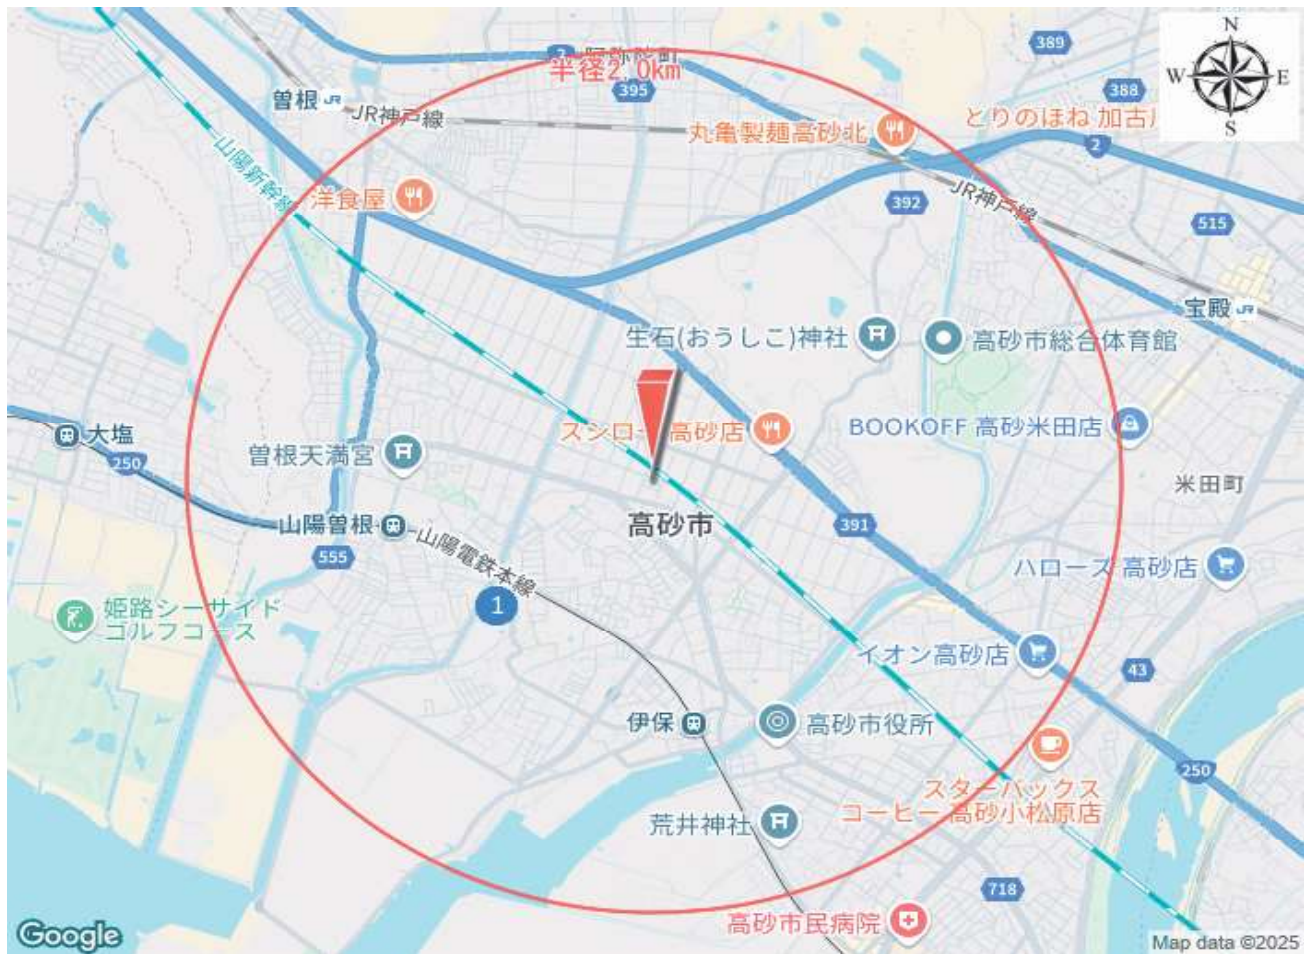 N
W E
S
389
2 阿弥陀町
半径2.0km
395
388
曽根 JR
JR神戸線
丸亀製麺高砂北
とりのほね 加古川
2
山陽新幹線
洋食屋
392
JR神戸線
515
宝殿 JR
生石(おうしこ)神社
高砂市総合体育館
スシロー 高砂店
BOOKOFF 高砂米田店
大塩
250
曽根天満宮
米田町
山陽曽根
高砂市
391
555
山陽電鉄本線
ハローズ 高砂店
1
姫路シーサイド
ゴルフコース
イオン高砂店
43
伊保
高砂市役所
250
スターバックス
コーヒー 高砂小松原店
荒井神社
718
高砂市民病院
Google
Map data ©2025